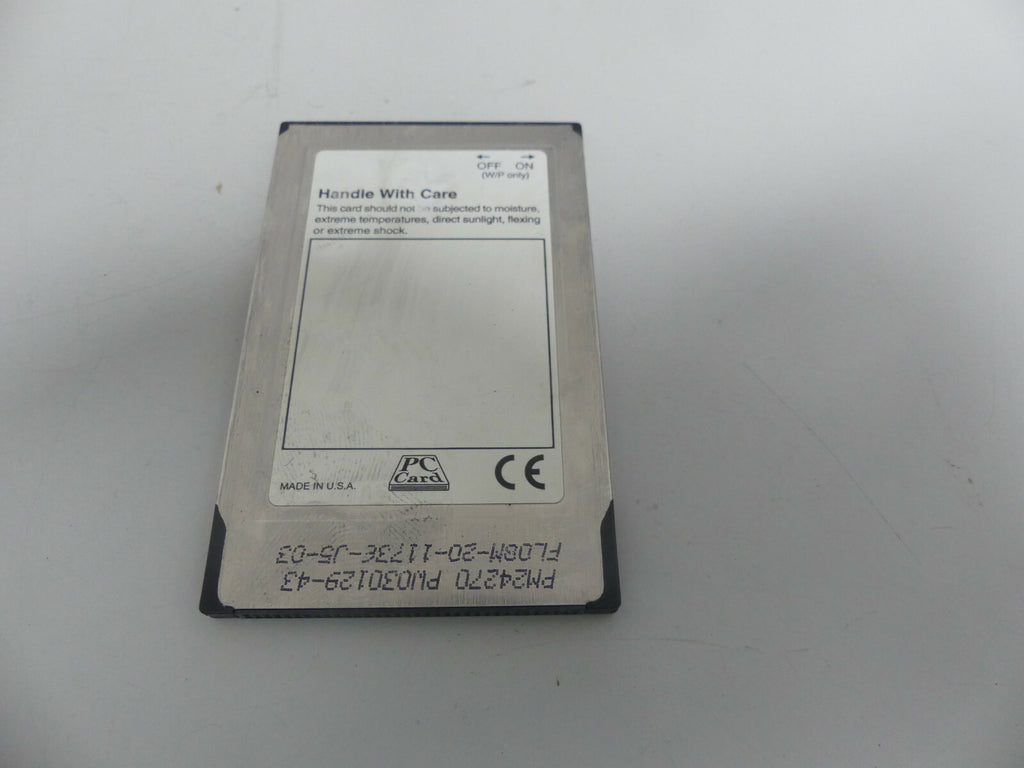 ← →
OFF ON
(W/P only)
Handle With Care
This card should not be subjected to moisture,
extreme temperatures, direct sunlight, flexing
or extreme shock.
PC
Card
MADE IN U.S.A.
CE
PM24270 PW030129-43
FL08M-20-11736-J5-03